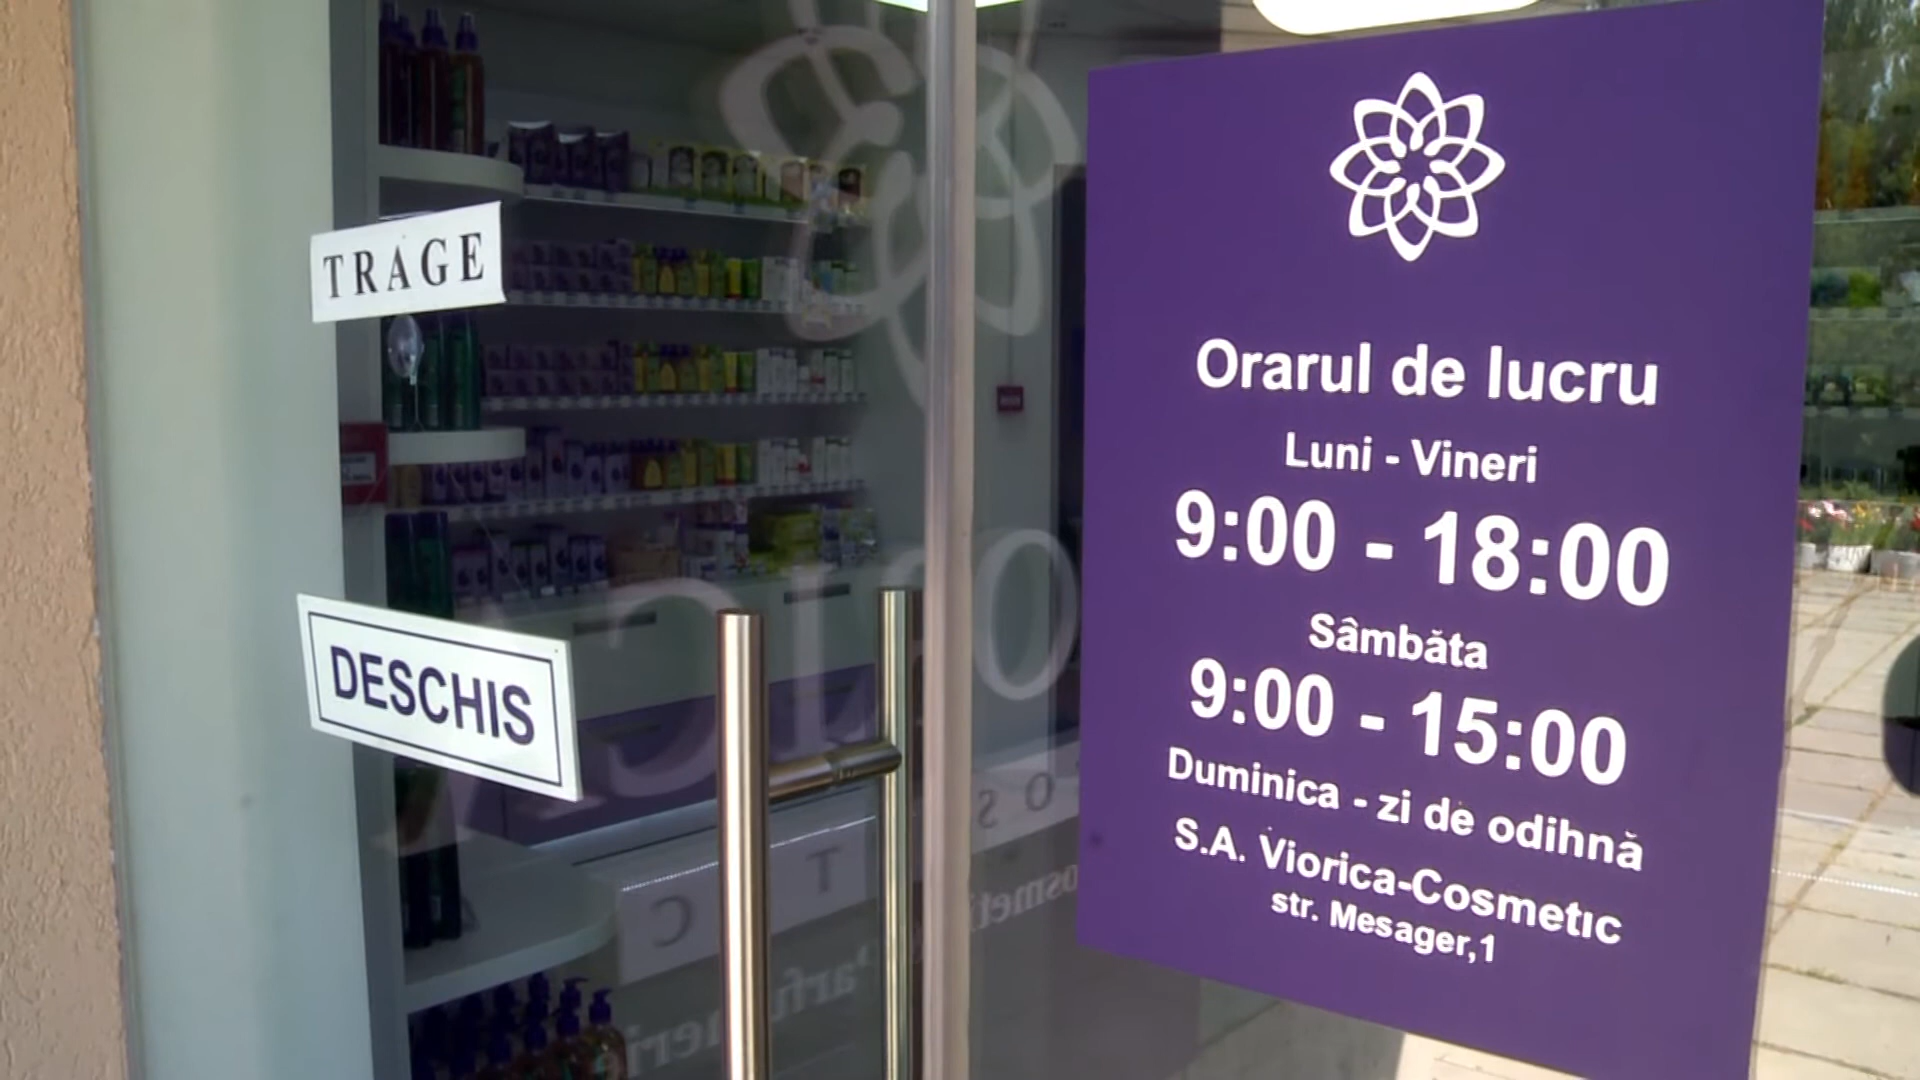 TRAGE
DESCHIS
Orarul de lucru
Luni - Vineri
9:00 - 18:00
Sâmbăta
9:00 - 15:00
Duminica - zi de odihnă
S.A. Viorica-Cosmetic
str. Mesager,1